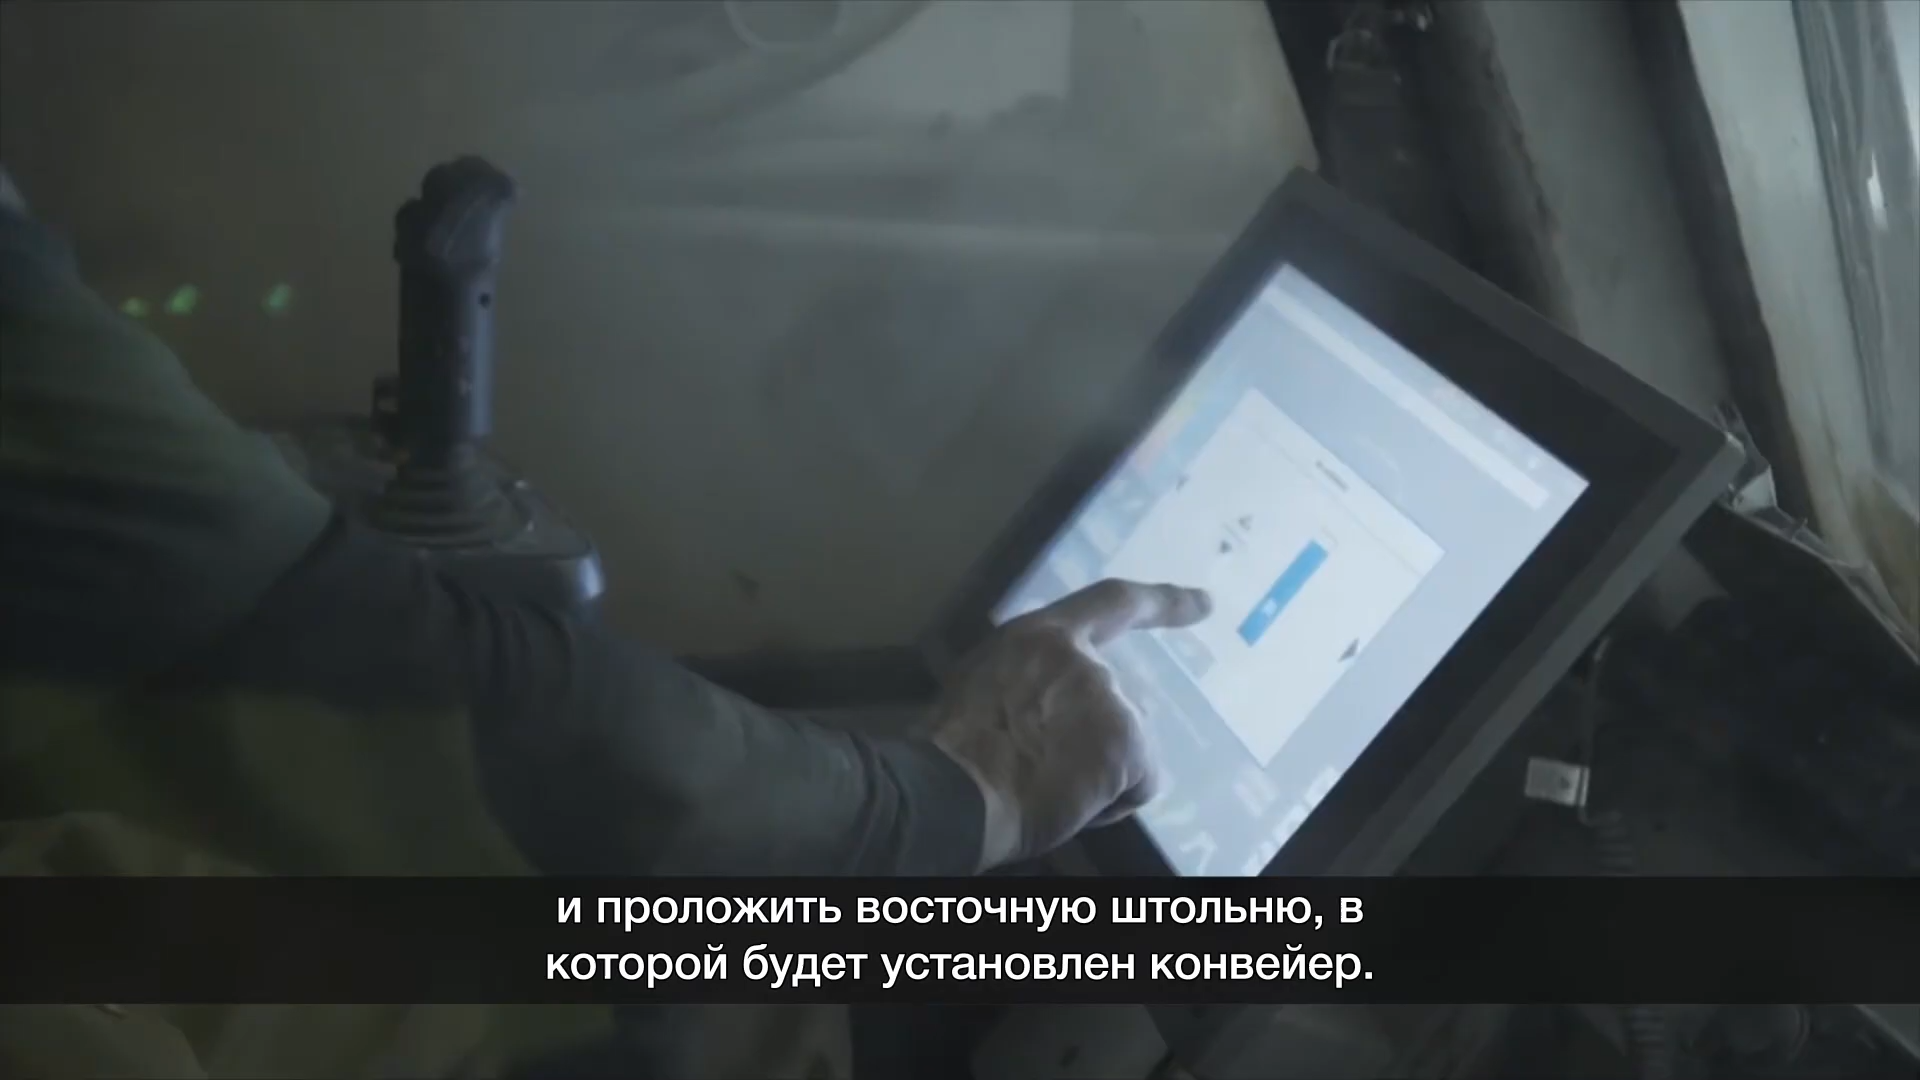 и проложить восточную штольню, в
которой будет установлен конвейер.